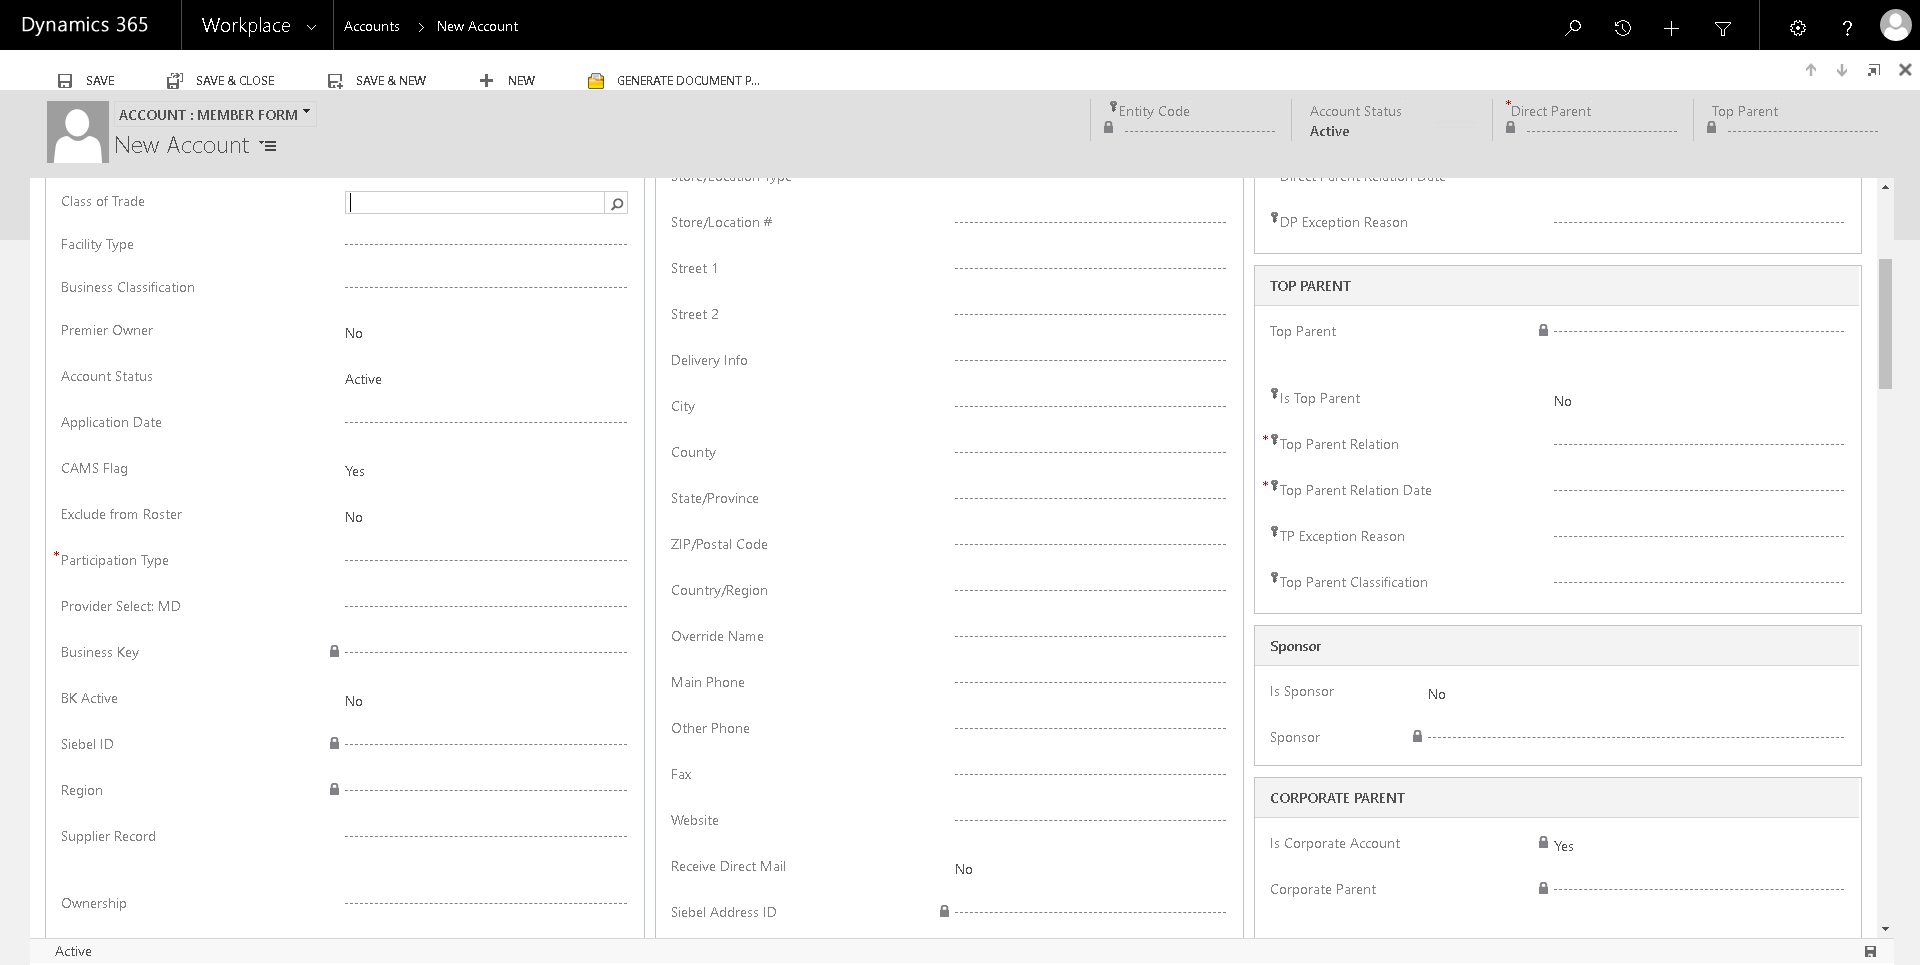 Dynamics 365
Workplace
Accounts > New Account
SAVE
SAVE & CLOSE
SAVE & NEW
NEW
GENERATE DOCUMENT P...
ACCOUNT : MEMBER FORM
New Account
Entity Code
Account Status
Active
*Direct Parent
Top Parent
Class of Trade
Facility Type
Business Classification
Premier Owner No
Account Status Active
Application Date
CAMS Flag Yes
Exclude from Roster No
*Participation Type
Provider Select: MD
Business Key
BK Active No
Siebel ID
Region
Supplier Record
Ownership
Store/Location Type
Store/Location #
Street 1
Street 2
Delivery Info
City
County
State/Province
ZIP/Postal Code
Country/Region
Override Name
Main Phone
Other Phone
Fax
Website
Receive Direct Mail No
Siebel Address ID
Direct Parent Relation Date
DP Exception Reason
TOP PARENT
Top Parent
Is Top Parent No
*Top Parent Relation
*Top Parent Relation Date
TP Exception Reason
Top Parent Classification
Sponsor
Is Sponsor No
Sponsor
CORPORATE PARENT
Is Corporate Account Yes
Corporate Parent
Active